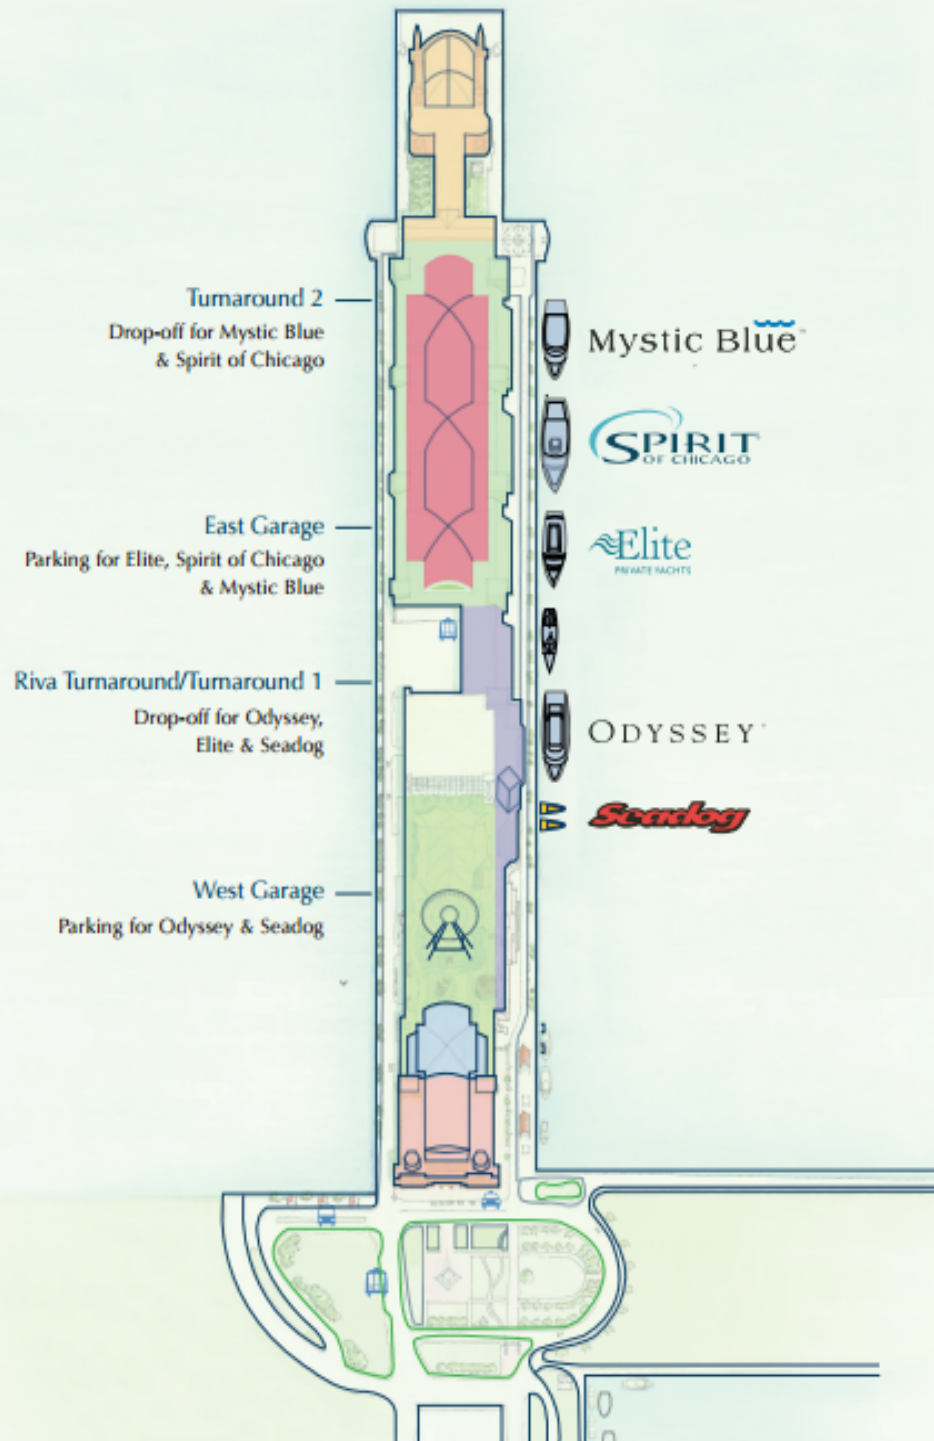 Turnaround 2
Drop-off for Mystic Blue
& Spirit of Chicago
Mystic Blue™
SPIRIT
OF CHICAGO
East Garage
Parking for Elite, Spirit of Chicago
& Mystic Blue
Elite
PRIVATE YACHTS
Riva Turnaround/Turnaround 1
Drop-off for Odyssey,
Elite & Seadog
ODYSSEY
Seadog
West Garage
Parking for Odyssey & Seadog